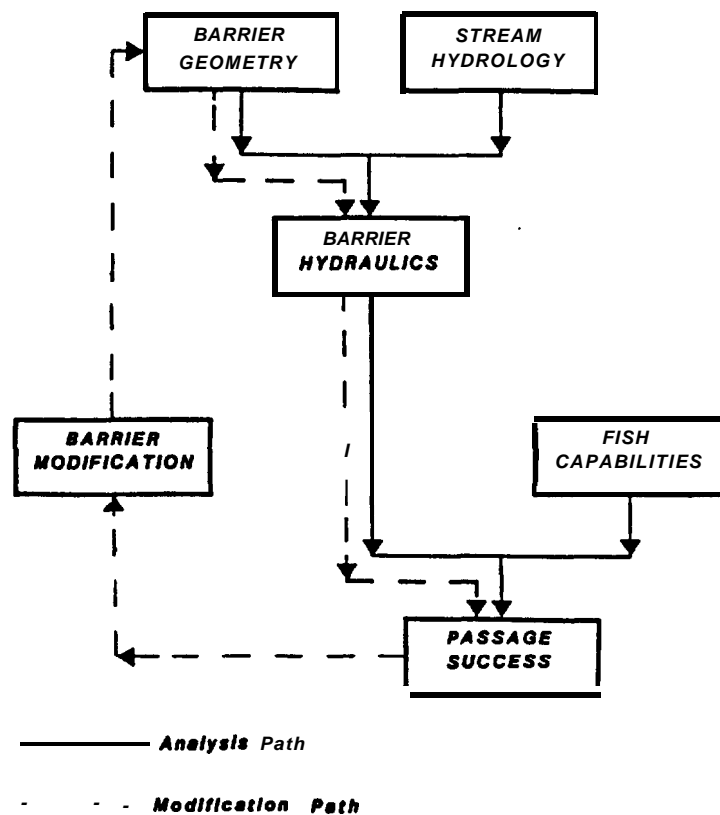 BARRIER
GEOMETRY
STREAM
HYDROLOGY
BARRIER
HYDRAULICS
BARRIER
MODIFICATION
FISH
CAPABILITIES
PASSAGE
SUCCESS
Analysis Path
Modification Path